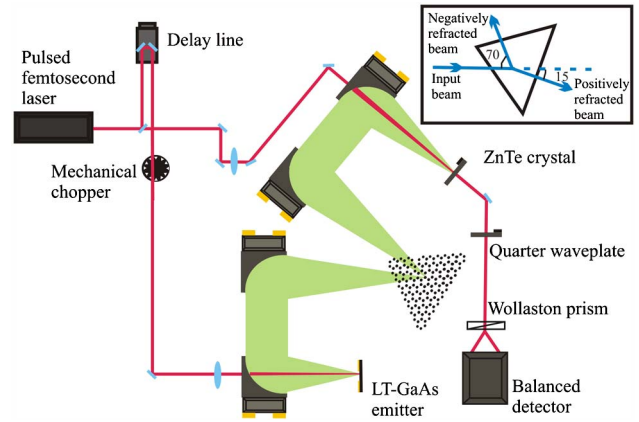 Delay line
Pulsed
femtosecond
laser
Mechanical
chopper
Negatively
refracted
beam
70
Input
beam
15
Positively
refracted
beam
ZnTe crystal
Quarter waveplate
Wollaston prism
LT-GaAs
emitter
Balanced
detector